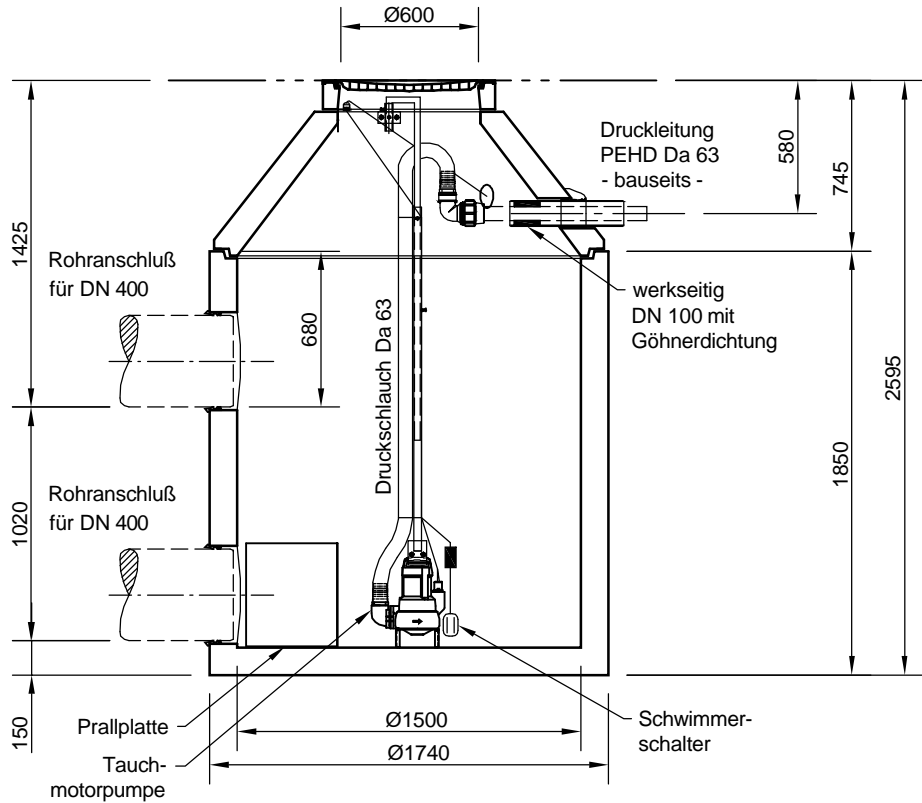 Ø600
Druckleitung
PEHD Da 63
- bauseits -
580
745
1425
Rohranschluß
für DN 400
680
Druckschlauch Da 63
werkseitig
DN 100 mit
Göhnerdichtung
2595
1850
1020
Rohranschluß
für DN 400
150
Prallplatte
Ø1500
Schwimmer-
schalter
Ø1740
Tauch-
motorpumpe